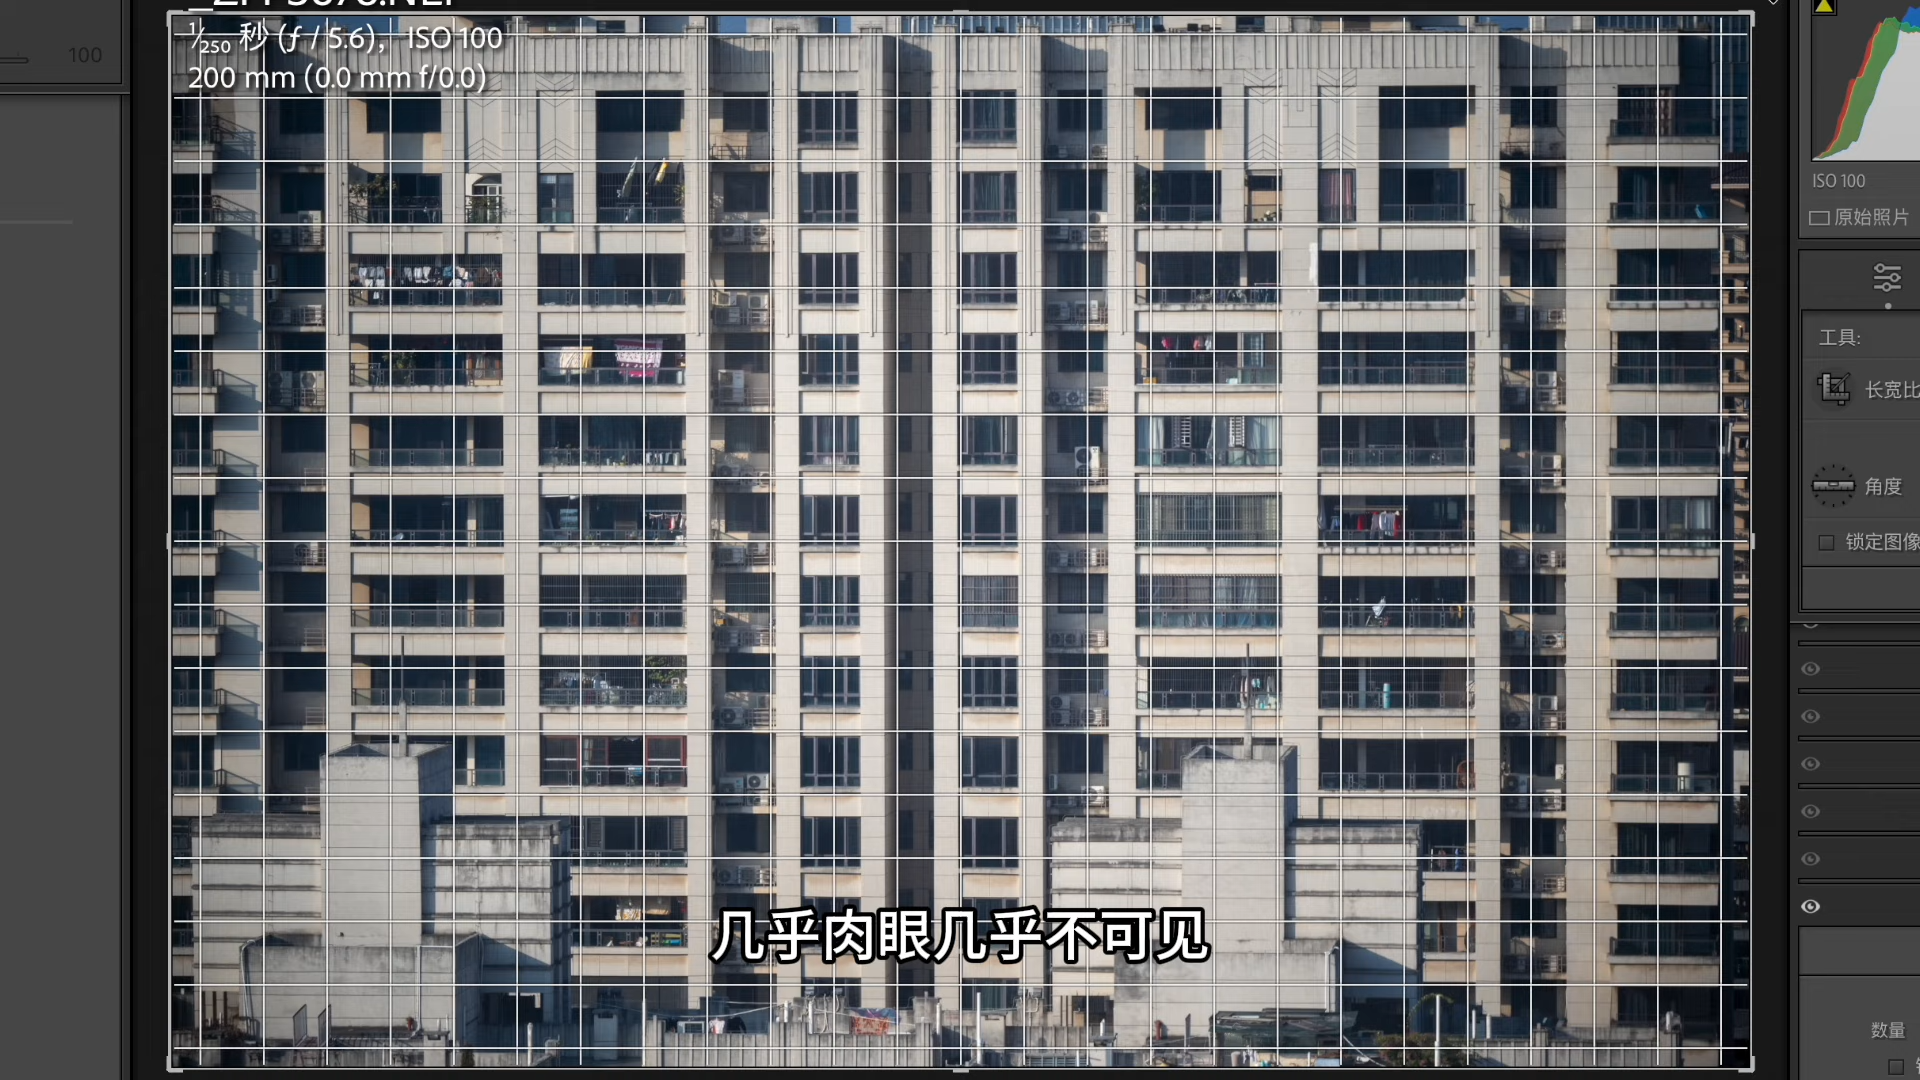 1/250 秒 (ƒ / 5.6)， ISO 100
200 mm (0.0 mm f/0.0)
100
ISO 100
原始照片
工具:
长宽比
角度
锁定图像
几乎肉眼几乎不可见
数量